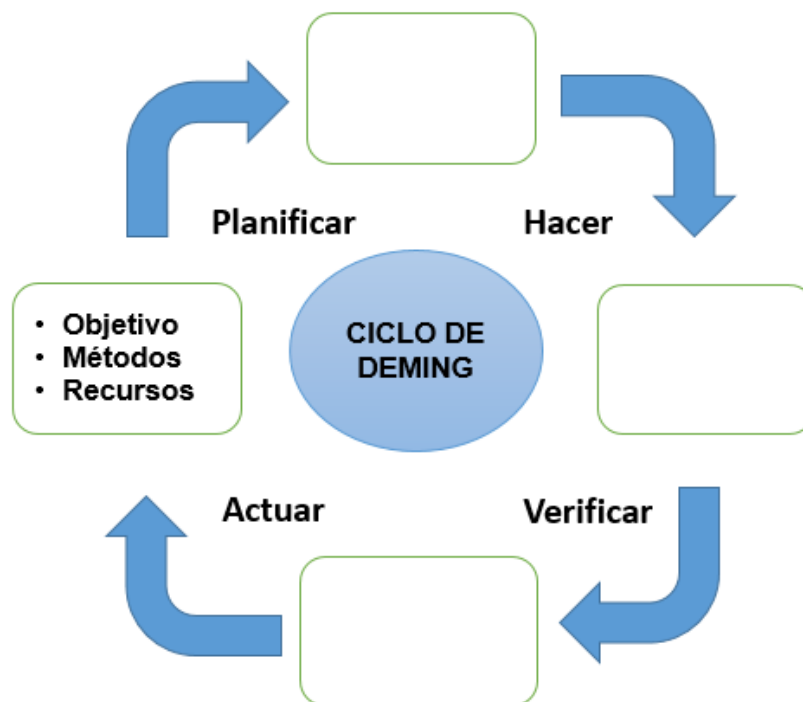 Planificar
Hacer
• Objetivo
• Métodos
• Recursos
CICLO DE
DEMING
Actuar
Verificar